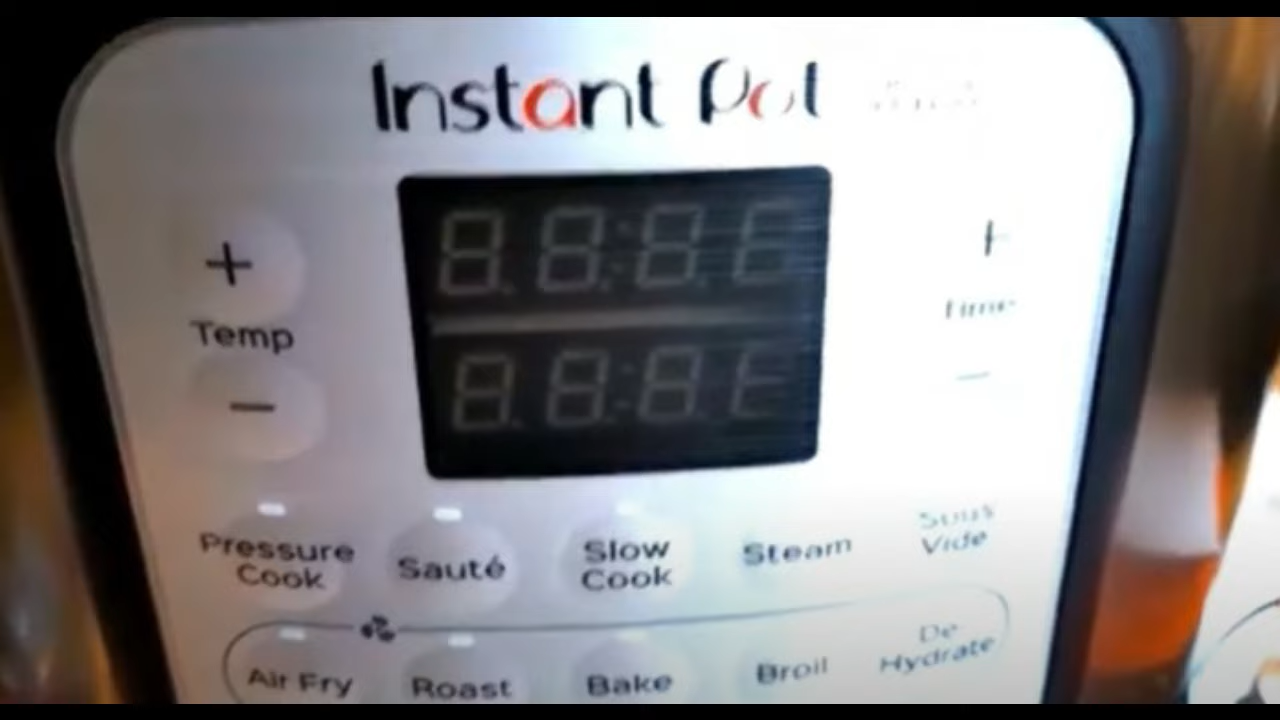 Instant Pot
+ +
Temp Time
− −
Pressure Cook
Sauté
Slow Cook
Steam
Sous Vide
Air Fry
Roast
Bake
Broil
De Hydrate